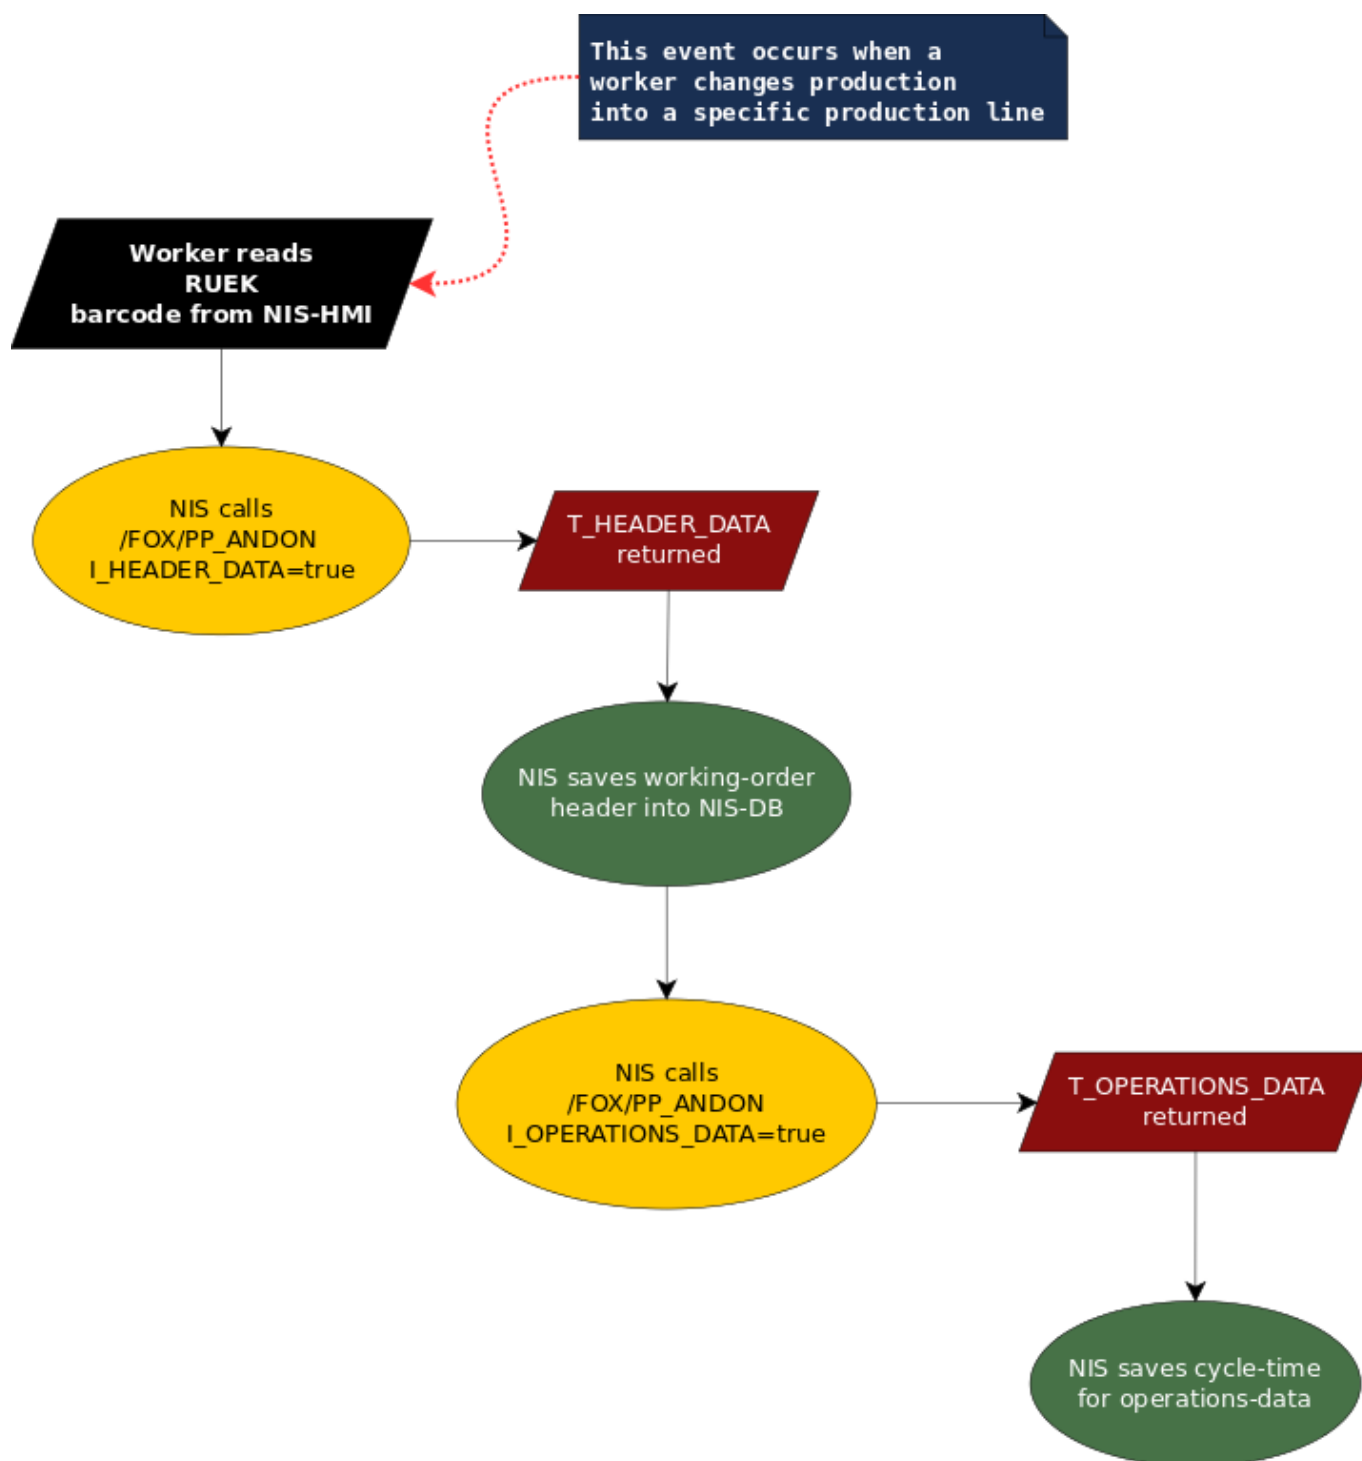 This event occurs when a
worker changes production
into a specific production line
Worker reads
RUEK
barcode from NIS-HMI
NIS calls
/FOX/PP_ANDON
I_HEADER_DATA=true
T_HEADER_DATA
returned
NIS saves working-order
header into NIS-DB
NIS calls
/FOX/PP_ANDON
I_OPERATIONS_DATA=true
T_OPERATIONS_DATA
returned
NIS saves cycle-time
for operations-data